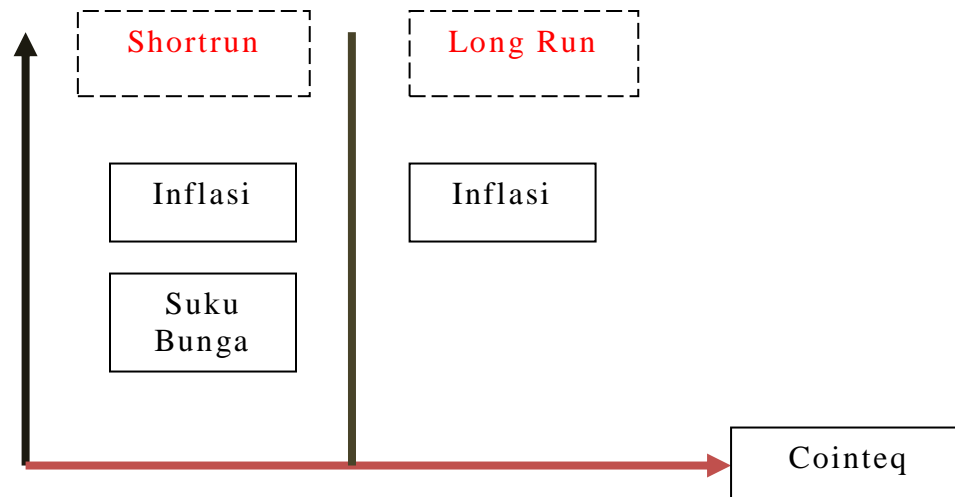 Shortrun
Long Run
Inflasi
Inflasi
Suku
Bunga
Cointeq